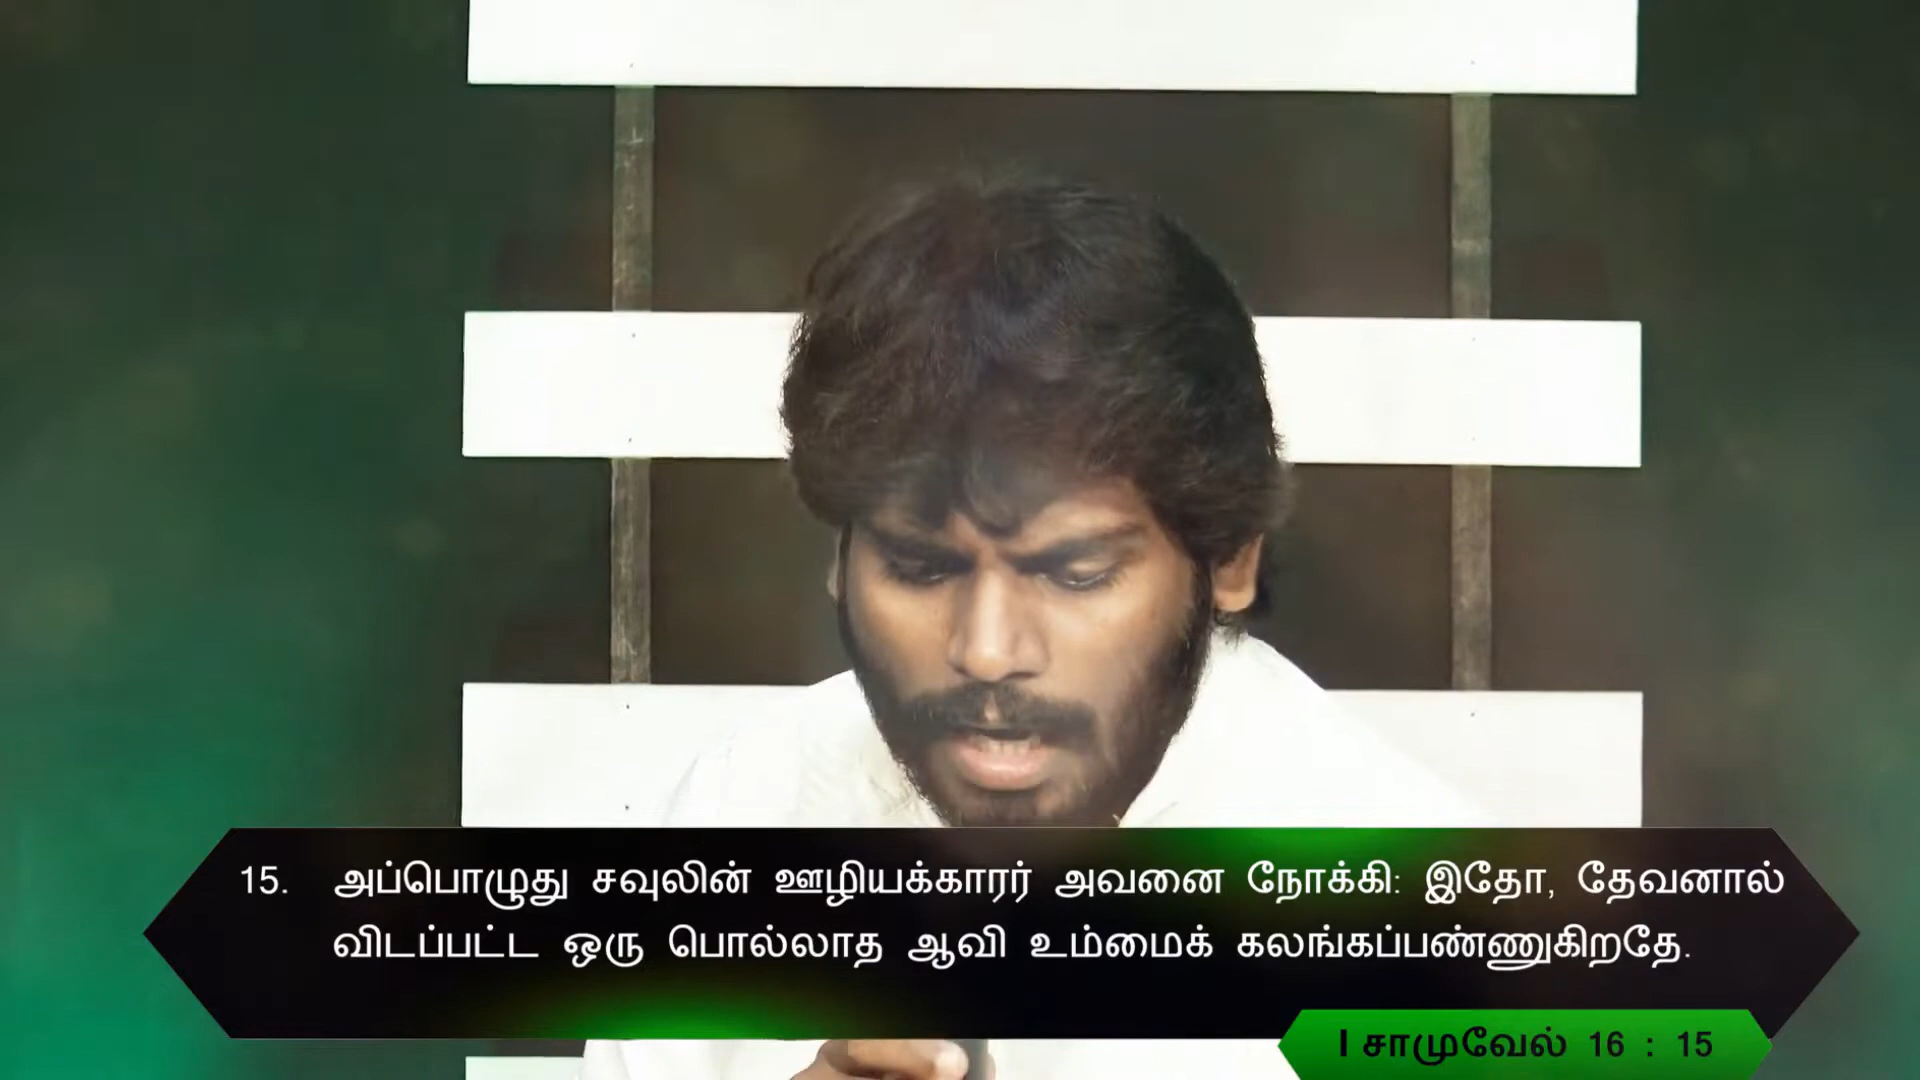 15. அப்பொழுது சவுலின் ஊழியக்காரர் அவனை நோக்கி: இதோ, தேவனால்
விடப்பட்ட ஒரு பொல்லாத ஆவி உம்மைக் கலங்கப்பண்ணுகிறதே.
I சாமுவேல் 16 : 15